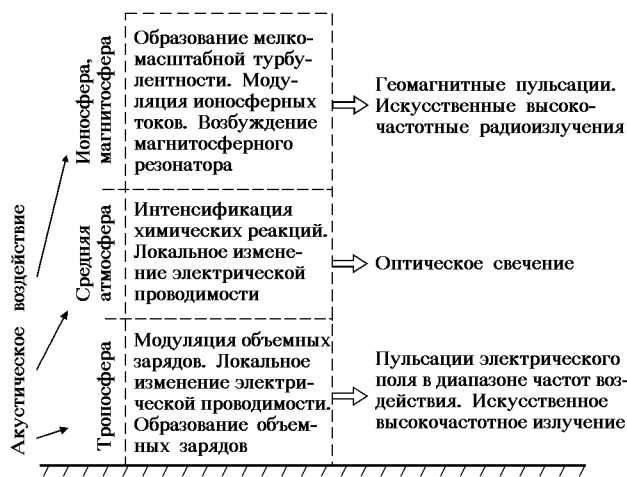 Акустическое воздействие
Ионосфера,
магнитосфера
Образование мелко-
масштабной турбу-
лентности. Моду-
ляция ионосферных
токов. Возбуждение
магнитосферного
резонатора
Геомагнитные пульсации.
Искусственные высоко-
частотные радиоизлучения
Средняя
атмосфера
Интенсификация
химических реакций.
Локальное измене-
ние электрической
проводимости
Оптическое свечение
Тропосфера
Модуляция объемных
зарядов. Локальное
изменение электри-
ческой проводимости.
Образование объем-
ных зарядов
Пульсации электрического
поля в диапазоне частот воз-
действия. Искусственное
высокочастотное излучение